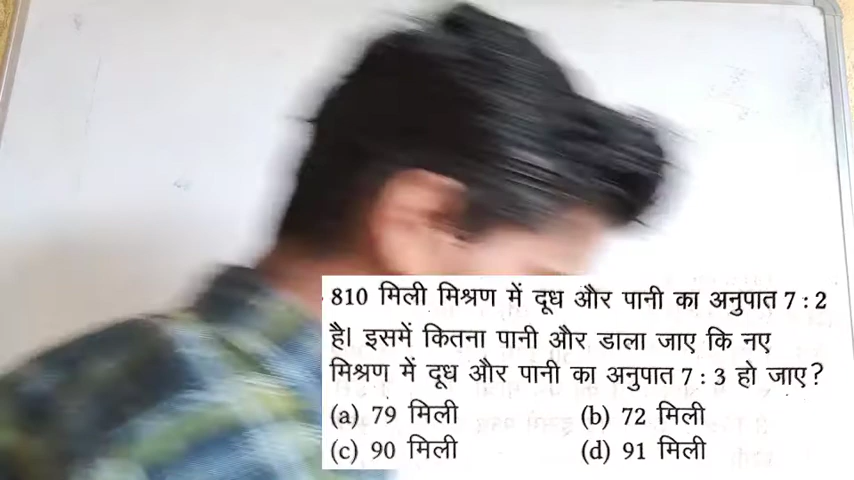 810 मिली मिश्रण में दूध और पानी का अनुपात 7 : 2
है। इसमें कितना पानी और डाला जाए कि नए
मिश्रण में दूध और पानी का अनुपात 7 : 3 हो जाए?
(a) 79 मिली (b) 72 मिली
(c) 90 मिली (d) 91 मिली